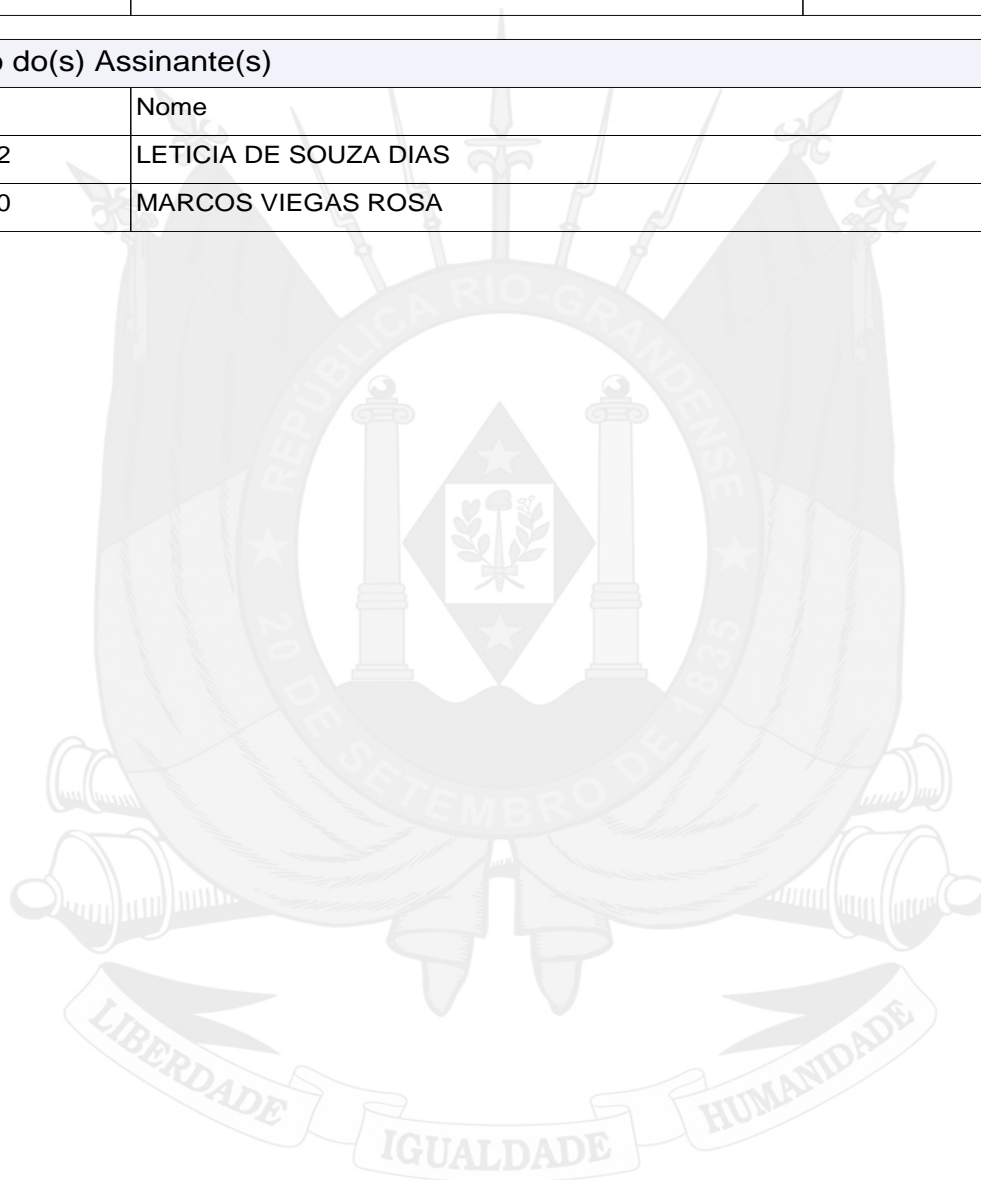 o do(s) Assinante(s)
Nome
2 LETICIA DE SOUZA DIAS
0 MARCOS VIEGAS ROSA
REPÚBLICA RIO-GRANDENSE
★ 20 DE SETEMBRO DE 1835 ★
LIBERDADE IGUALDADE HUMANIDADE